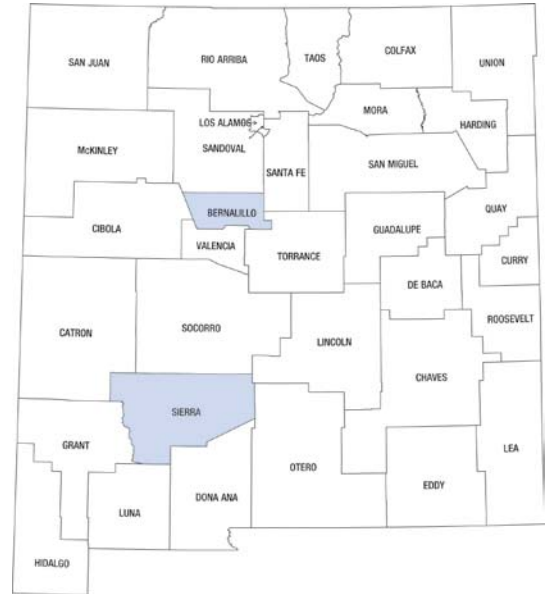 SAN JUAN
RIO ARRIBA
TAOS
COLFAX
UNION
MORA
HARDING
LOS ALAMOS
SANDOVAL
McKINLEY
SANTA FE
SAN MIGUEL
QUAY
BERNALILLO
CIBOLA
VALENCIA
TORRANCE
GUADALUPE
CURRY
DE BACA
ROOSEVELT
CATRON
SOCORRO
LINCOLN
CHAVES
SIERRA
GRANT
OTERO
LEA
EDDY
DONA ANA
LUNA
HIDALGO